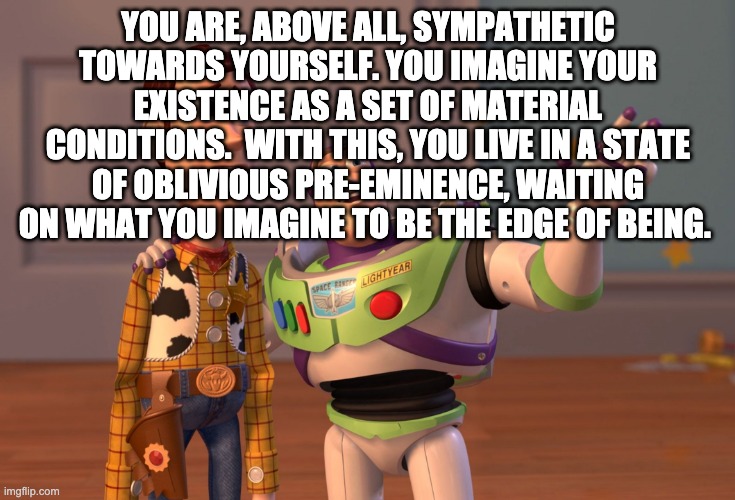 YOU ARE, ABOVE ALL, SYMPATHETIC
TOWARDS YOURSELF. YOU IMAGINE YOUR
EXISTENCE AS A SET OF MATERIAL
CONDITIONS. WITH THIS, YOU LIVE IN A STATE
OF OBLIVIOUS PRE-EMINENCE, WAITING
ON WHAT YOU IMAGINE TO BE THE EDGE OF BEING.
SPACE RANGER
LIGHTYEAR
imgflip.com